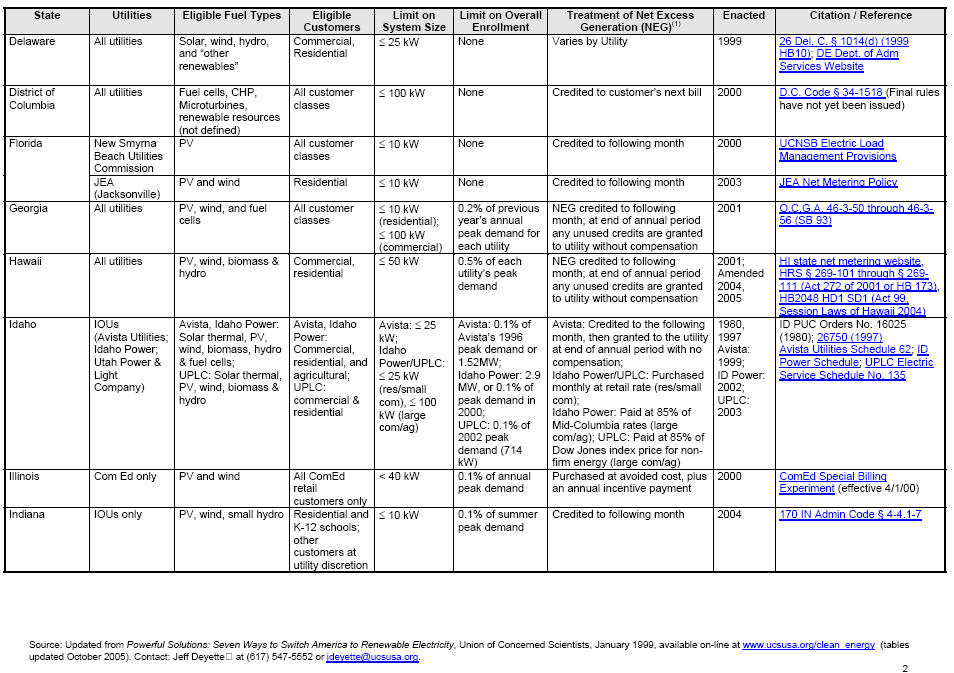 State Utilities Eligible Fuel Types Eligible Customers Limit on System Size Limit on Overall Enrollment Treatment of Net Excess Generation (NEG)(1) Enacted Citation / Reference
Delaware
All utilities
Solar, wind, hydro,
and “other
renewables”
Commercial,
Residential
≤ 25 kW
None
Varies by Utility
1999
26 Del. C. § 1014(d) (1999
HB10); DE Dept. of Adm
Services Website
District of
Columbia
All utilities
Fuel cells, CHP,
Microturbines,
renewable resources
(not defined)
All customer
classes
≤ 100 kW
None
Credited to customer’s next bill
2000
D.C. Code § 34-1518 (Final rules
have not yet been issued)
Florida
New Smyrna
Beach Utilities
Commission
PV
All customer
classes
≤ 10 kW
None
Credited to following month
2000
UCNSB Electric Load
Management Provisions
JEA
(Jacksonville)
PV and wind
Residential
≤ 10 kW
None
Credited to following month
2003
JEA Net Metering Policy
Georgia
All utilities
PV, wind, and fuel
cells
All customer
classes
≤ 10 kW
(residential);
≤ 100 kW
(commercial)
0.2% of previous
year’s annual
peak demand for
each utility
NEG credited to following
month; at end of annual period
any unused credits are granted
to utility without compensation
2001
O.C.G.A. 46-3-50 through 46-3-
56 (SB 93)
Hawaii
All utilities
PV, wind, biomass &
hydro
Commercial,
residential
≤ 50 kW
0.5% of each
utility’s peak
demand
NEG credited to following
month; at end of annual period
any unused credits are granted
to utility without compensation
2001;
Amended
2004,
2005
HI state net metering website,
HRS § 269-101 through § 269-
111 (Act 272 of 2001 or HB 173),
HB2048 HD1 SD1 (Act 99,
Session Laws of Hawaii 2004)
Idaho
IOUs
(Avista Utilities;
Idaho Power;
Utah Power &
Light
Company)
Avista, Idaho Power:
Solar thermal, PV,
wind, biomass, hydro
& fuel cells;
UPLC: Solar thermal,
PV, wind, biomass &
hydro
Avista, Idaho
Power:
Commercial,
residential, and
agricultural;
UPLC:
commercial &
residential
Avista: ≤ 25
kW;
Idaho
Power/UPLC:
≤ 25 kW
(res/small
com), ≤ 100
kW (large
com/ag)
Avista: 0.1% of
Avista’s 1996
peak demand or
1.52MW;
Idaho Power: 2.9
MW, or 0.1% of
peak demand in
2000;
UPLC: 0.1% of
2002 peak
demand (714
kW)
Avista: Credited to the following
month, then granted to the utility
at end of annual period with no
compensation;
Idaho Power/UPLC: Purchased
monthly at retail rate (res/small
com);
Idaho Power: Paid at 85% of
Mid-Columbia rates (large
com/ag); UPLC: Paid at 85% of
Dow Jones index price for non-
firm energy (large com/ag)
1980,
1997
Avista:
1999;
ID Power:
2002;
UPLC:
2003
ID PUC Orders No. 16025
(1980); 26750 (1997)
Avista Utilities Schedule 62; ID
Power Schedule; UPLC Electric
Service Schedule No. 135
Illinois
Com Ed only
PV and wind
All ComEd
retail
customers only
< 40 kW
0.1% of annual
peak demand
Purchased at avoided cost, plus
an annual incentive payment
2000
ComEd Special Billing
Experiment (effective 4/1/00)
Indiana
IOUs only
PV, wind, small hydro
Residential and
K-12 schools;
other
customers at
utility discretion
≤ 10 kW
0.1% of summer
peak demand
Credited to following month
2004
170 IN Admin Code § 4-4.1-7
Source: Updated from Powerful Solutions: Seven Ways to Switch America to Renewable Electricity, Union of Concerned Scientists, January 1999, available on-line at www.ucsusa.org/clean_energy (tables
updated October 2005). Contact: Jeff Deyette□ at (617) 547-5552 or jdeyette@ucsusa.org.
2